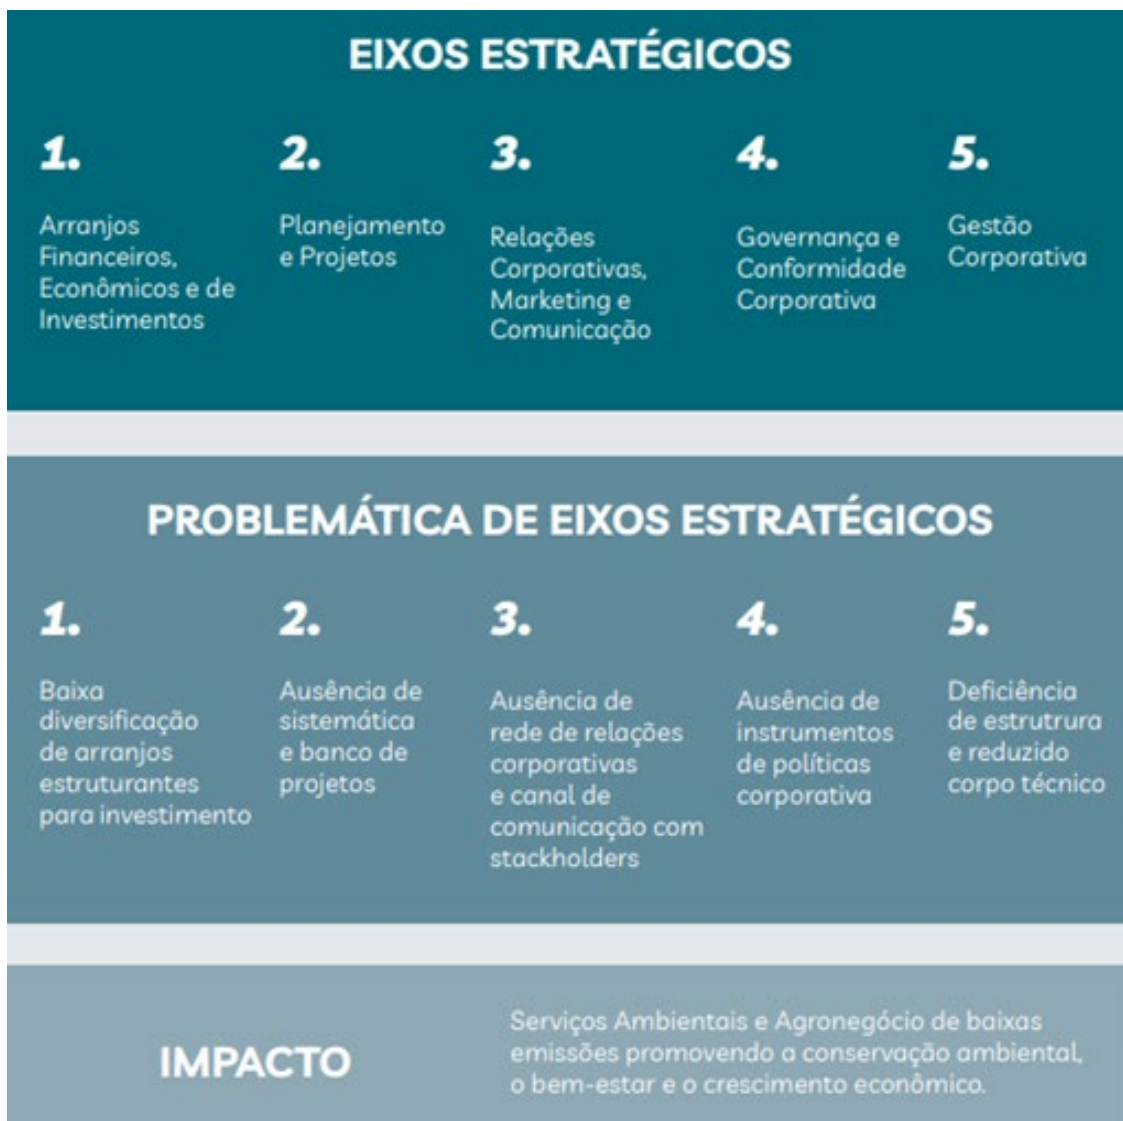 EIXOS ESTRATÉGICOS
1.
Arranjos
Financeiros,
Econômicos e de
Investimentos
2.
Planejamento
e Projetos
3.
Relações
Corporativas,
Marketing e
Comunicação
4.
Governança e
Conformidade
Corporativa
5.
Gestão
Corporativa
PROBLEMÁTICA DE EIXOS ESTRATÉGICOS
1.
Baixa
diversificação
de arranjos
estruturantes
para investimento
2.
Ausência de
sistemática
e banco de
projetos
3.
Ausência de
rede de relações
corporativas
e canal de
comunicação com
stackholders
4.
Ausência de
instrumentos
de políticas
corporativa
5.
Deficiência
de estrutrura
e reduzido
corpo técnico
IMPACTO
Serviços Ambientais e Agronegócio de baixas
emissões promovendo a conservação ambiental,
o bem-estar e o crescimento econômico.